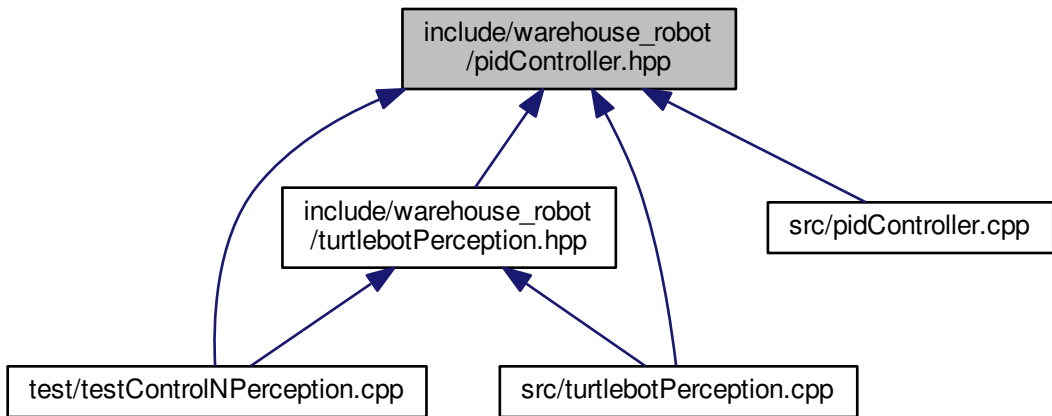 include/warehouse_robot
/pidController.hpp
include/warehouse_robot
/turtlebotPerception.hpp
src/pidController.cpp
test/testControlNPerception.cpp
src/turtlebotPerception.cpp